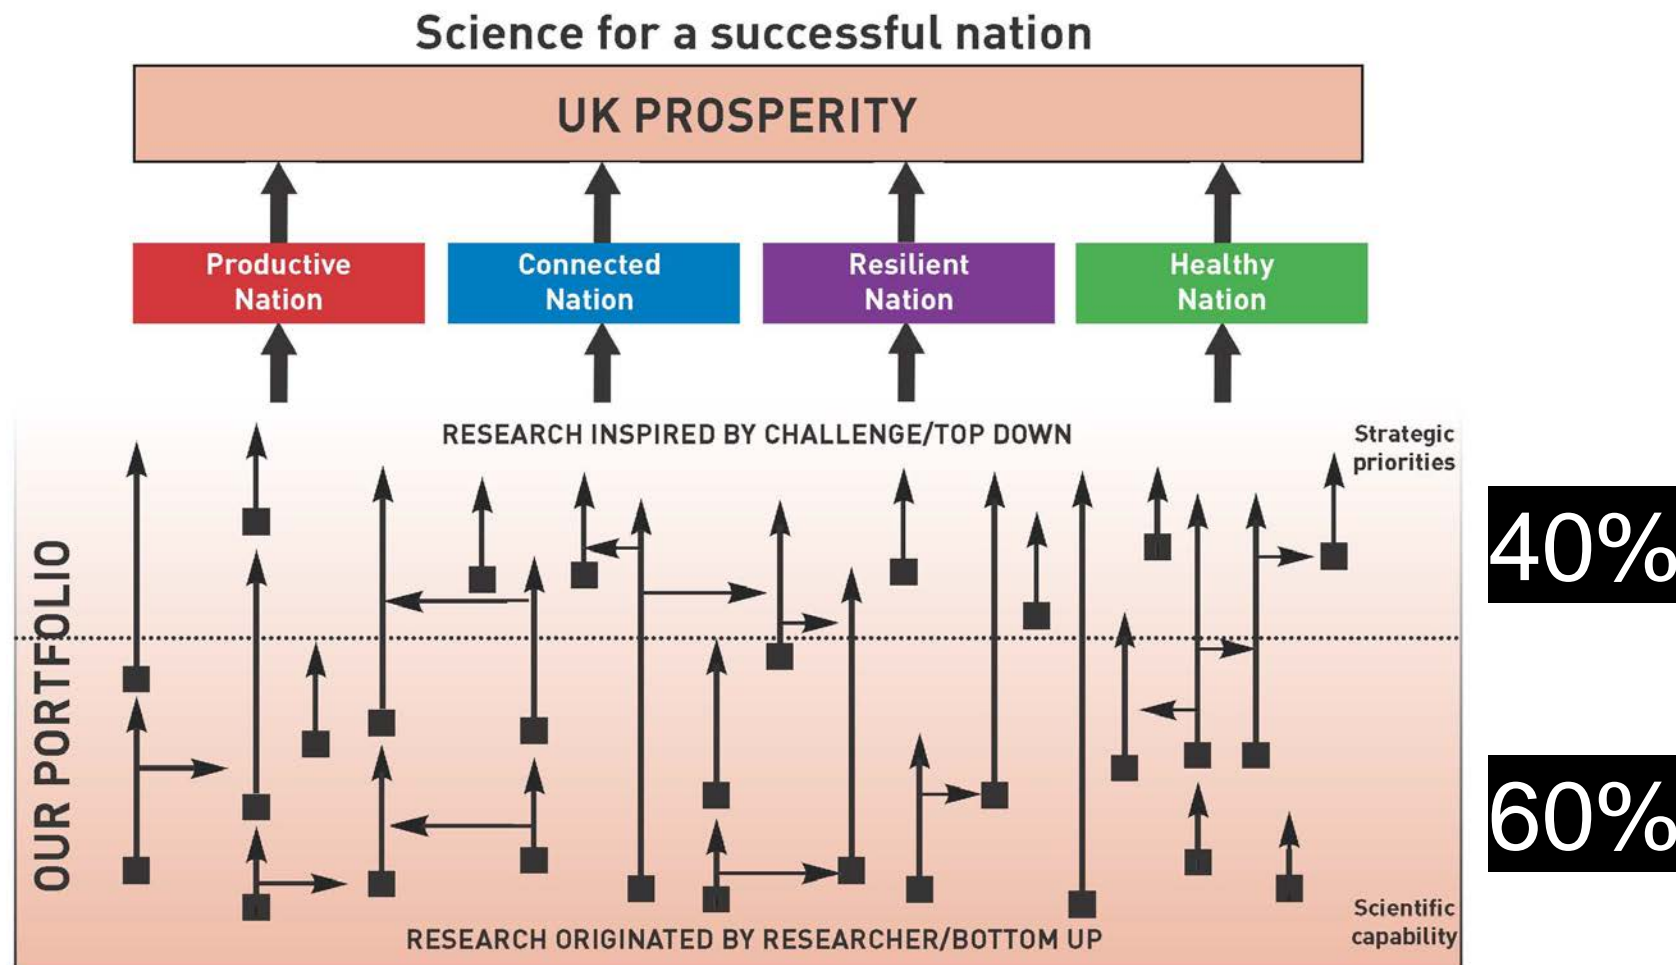 Science for a successful nation
UK PROSPERITY
Productive
Nation
Connected
Nation
Resilient
Nation
Healthy
Nation
RESEARCH INSPIRED BY CHALLENGE/TOP DOWN
Strategic
priorities
40%
OUR PORTFOLIO
60%
Scientific
capability
RESEARCH ORIGINATED BY RESEARCHER/BOTTOM UP